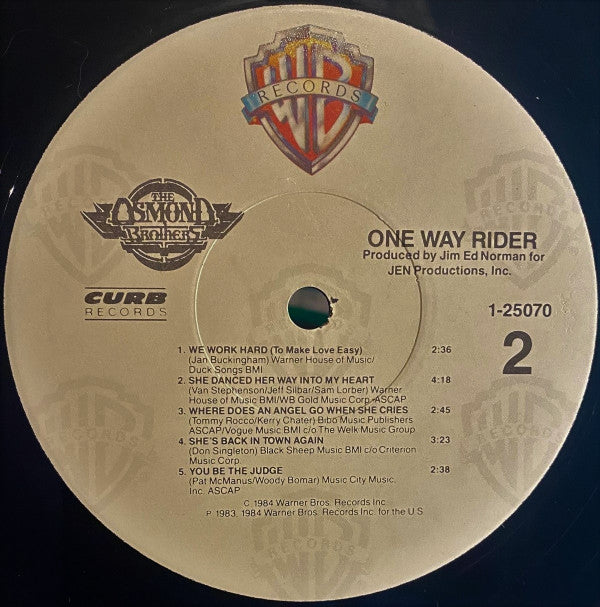 WB
RECORDS
THE
OSMOND
BROTHERS
CURB
RECORDS
ONE WAY RIDER
Produced by Jim Ed Norman for
JEN Productions, Inc.
1-25070
2
1. WE WORK HARD (To Make Love Easy) 2:36
(Jan Buckingham) Warner House of Music/
Duck Songs BMI
2. SHE DANCED HER WAY INTO MY HEART 4:18
(Van Stephenson/Jeff Silbar/Sam Lorber) Warner
House of Music BMI/WB Gold Music Corp. ASCAP
3. WHERE DOES AN ANGEL GO WHEN SHE CRIES 2:45
(Tommy Rocco/Kerry Chater) Bibo Music Publishers
ASCAP/Vogue Music BMI c/o The Welk Music Group.
4. SHE'S BACK IN TOWN AGAIN 3:23
(Don Singleton) Black Sheep Music BMI c/o Criterion
Music Corp.
5. YOU BE THE JUDGE 2:38
(Pat McManus/Woody Bomar) Music City Music,
Inc. ASCAP
C 1984 Warner Bros. Records Inc.
P 1983, 1984 Warner Bros. Records Inc. for the U.S.